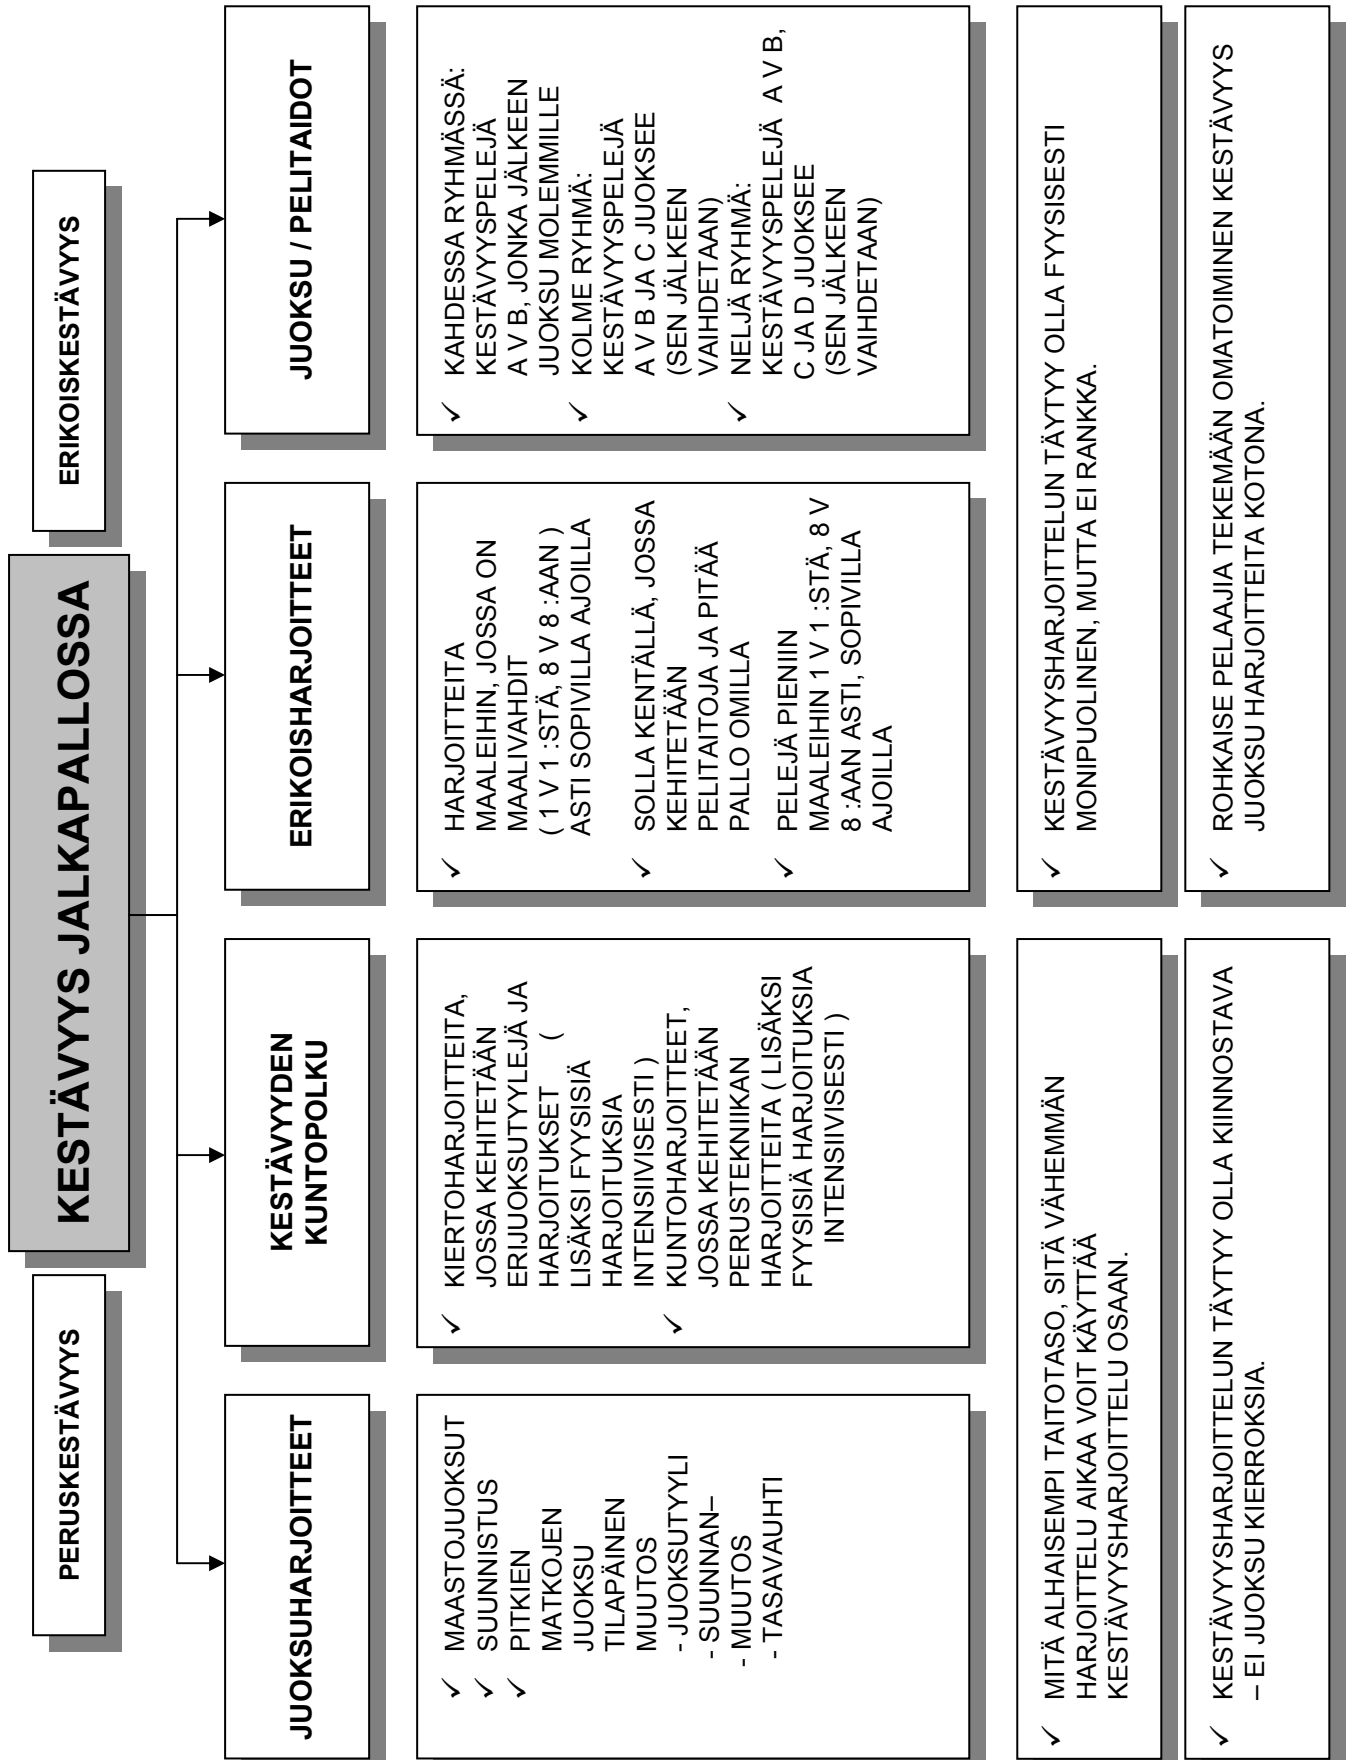 KESTÄVYYS JALKAPALLOSSA
PERUSKESTÄVYYS
ERIKOISKESTÄVYYS
JUOKSUHARJOITTEET
✓ MAASTOJUOKSUT
✓ SUUNNISTUS
✓ PITKIEN
MATKOJEN
JUOKSU
TILAPÄINEN
MUUTOS
- JUOKSUTYYLI
- SUUNNAN–
- MUUTOS
- TASAVAUHTI
KESTÄVYYDEN
KUNTOPOLKU
✓ KIERTOHARJOITTEITA,
JOSSA KEHITETÄÄN
ERIJUOKSUTYYLEJÄ JA
HARJOITUKSET (
LISÄKSI FYYSISIÄ
HARJOITUKSIA
INTENSIIVISESTI )
✓ KUNTOHARJOITTEET,
JOSSA KEHITETÄÄN
PERUSTEKNIIKAN
HARJOITTEITA ( LISÄKSI
FYYSISIÄ HARJOITUKSIA
INTENSIIVISESTI )
ERIKOISHARJOITTEET
✓ HARJOITTEITA
MAALEIHIN, JOSSA ON
MAALIVAHDIT
( 1 V 1 :STÄ, 8 V 8 :AAN )
ASTI SOPIVILLA AJOILLA
✓ SOLLA KENTÄLLÄ, JOSSA
KEHITETÄÄN
PELITAITOJA JA PITÄÄ
PALLO OMILLA
✓ PELEJÄ PIENIIN
MAALEIHIN 1 V 1 :STÄ, 8 V
8 :AAN ASTI, SOPIVILLA
AJOILLA
JUOKSU / PELITAIDOT
✓ KAHDESSA RYHMÄSSÄ:
KESTÄVYYSPELEJÄ
A V B, JONKA JÄLKEEN
JUOKSU MOLEMMILLE
✓ KOLME RYHMÄ:
KESTÄVYYSPELEJÄ
A V B JA C JUOKSEE
(SEN JÄLKEEN
VAIHDETAAN)
✓ NELJÄ RYHMÄ:
KESTÄVYYSPELEJÄ A V B,
C JA D JUOKSEE
(SEN JÄLKEEN
VAIHDETAAN)
✓ MITÄ ALHAISEMPI TAITOTASO, SITÄ VÄHEMMÄN
HARJOITTELU AIKAA VOIT KÄYTTÄÄ
KESTÄVYYSHARJOITTELU OSAAN.
✓ KESTÄVYYSHARJOITTELUN TÄYTYY OLLA FYYSISESTI
MONIPUOLINEN, MUTTA EI RANKKA.
✓ KESTÄVYYSHARJOITTELUN TÄYTYY OLLA KIINNOSTAVA
– EI JUOKSU KIERROKSIA.
✓ ROHKAISE PELAAJIA TEKEMÄÄN OMATOIMINEN KESTÄVYYS
JUOKSU HARJOITTEITA KOTONA.